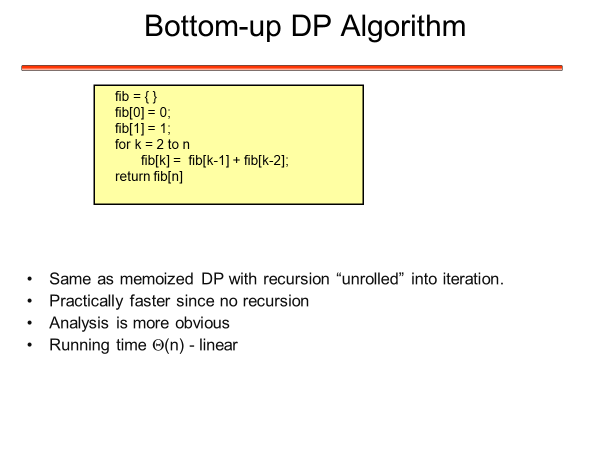 Bottom-up DP Algorithm
fib = { }
fib[0] = 0;
fib[1] = 1;
for k = 2 to n
fib[k] = fib[k-1] + fib[k-2];
return fib[n]
• Same as memoized DP with recursion “unrolled” into iteration.
• Practically faster since no recursion
• Analysis is more obvious
• Running time Θ(n) - linear